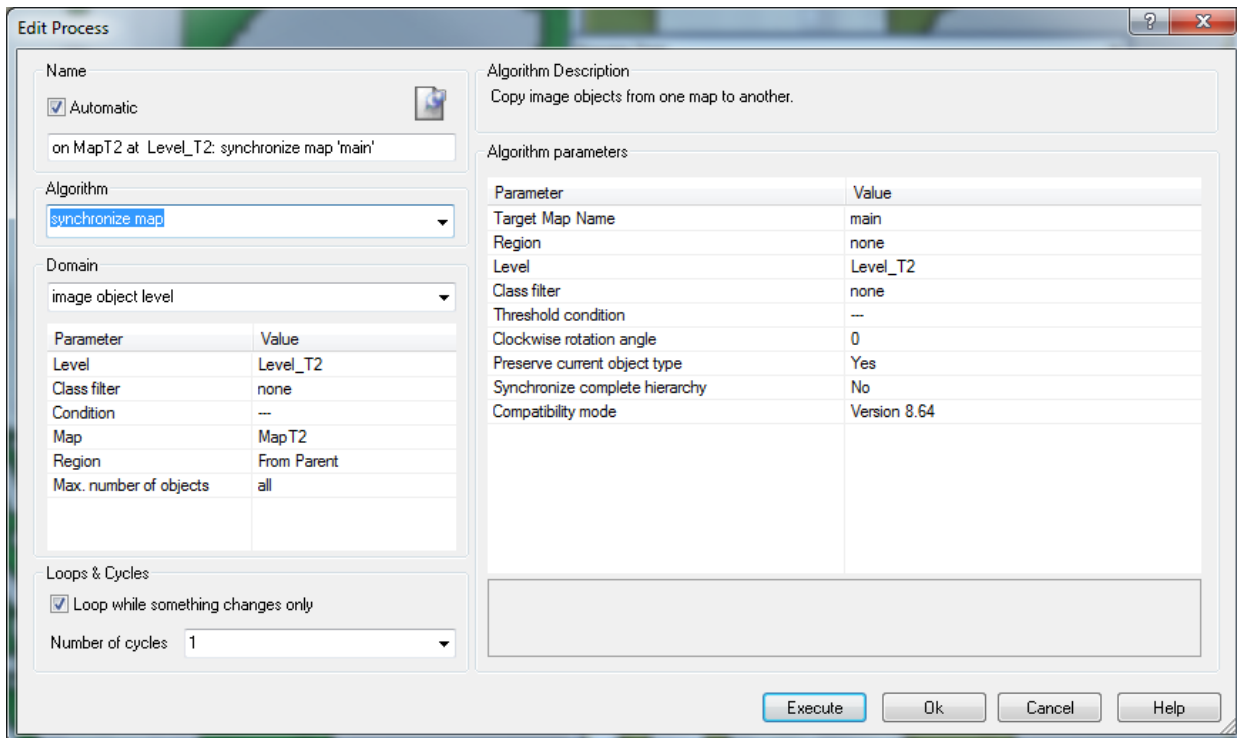 Edit Process
?
X
Name
Automatic
on MapT2 at Level_T2: synchronize map 'main'
Algorithm
synchronize map
Domain
image object level
Parameter Value
Level Level_T2
Class filter none
Condition ---
Map MapT2
Region From Parent
Max. number of objects all
Loops & Cycles
Loop while something changes only
Number of cycles 1
Algorithm Description
Copy image objects from one map to another.
Algorithm parameters
Parameter Value
Target Map Name main
Region none
Level Level_T2
Class filter none
Threshold condition ---
Clockwise rotation angle 0
Preserve current object type Yes
Synchronize complete hierarchy No
Compatibility mode Version 8.64
Execute Ok Cancel Help